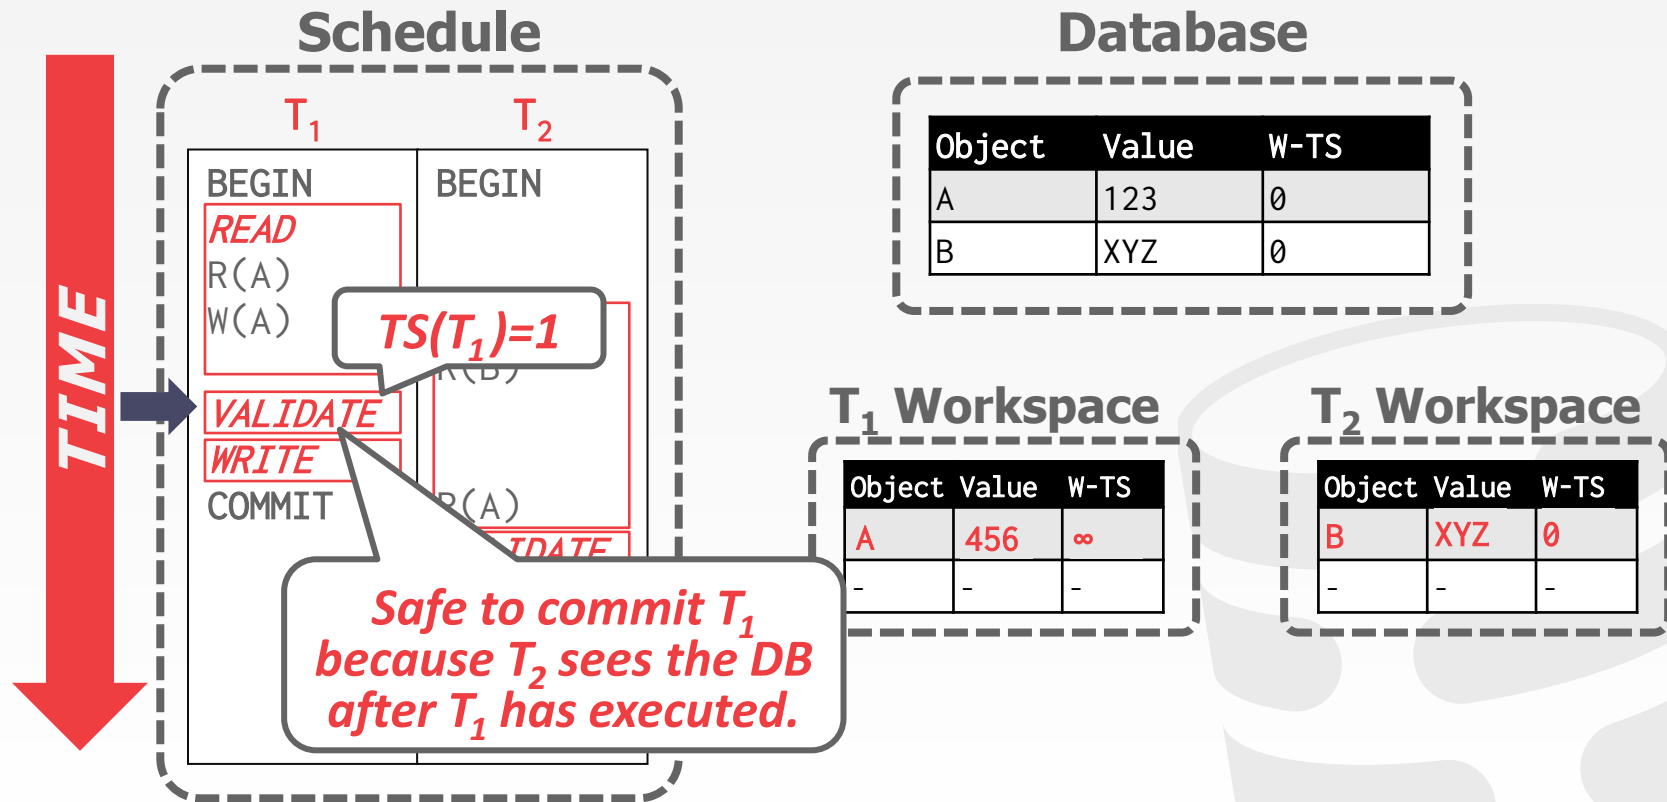 Schedule
Database
TIME
T1
T2
BEGIN
READ
R(A)
W(A)
VALIDATE
WRITE
COMMIT
BEGIN
R(B)
R(A)
TS(T1)=1
Safe to commit T1
because T2 sees the DB
after T1 has executed.
Object Value W-TS
A 123 0
B XYZ 0
T1 Workspace
Object Value W-TS
A 456 ∞
- - -
T2 Workspace
Object Value W-TS
B XYZ 0
- - -